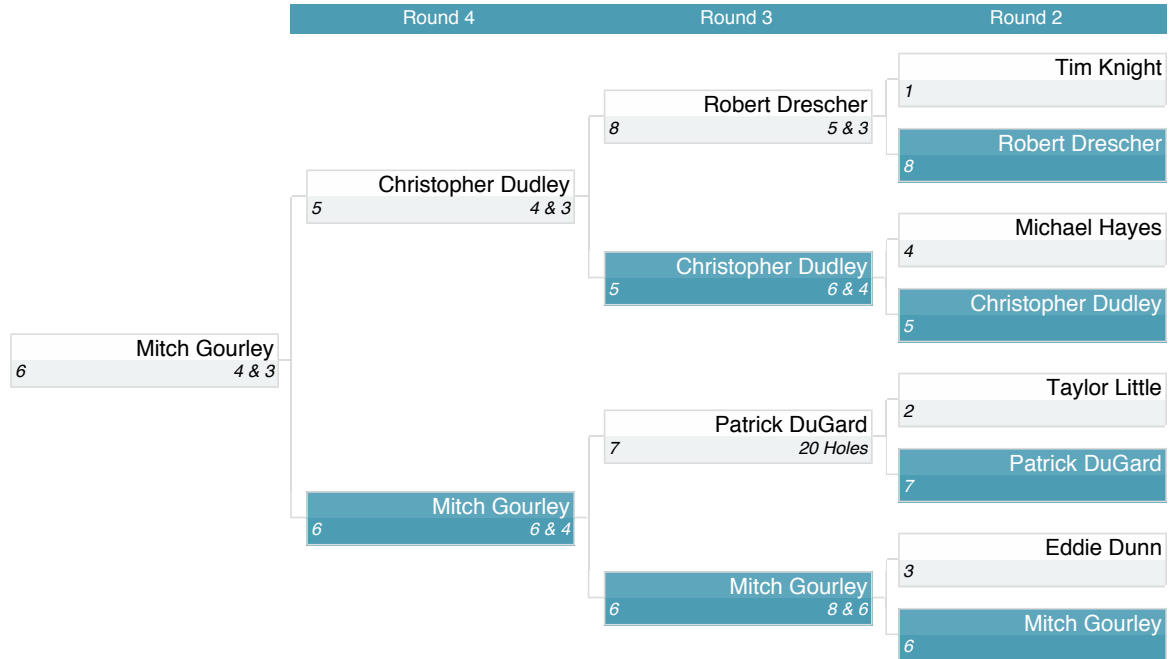 Round 4 Round 3 Round 2
Tim Knight
1
Robert Drescher
8 5 & 3
Robert Drescher
8
Christopher Dudley
5 4 & 3
Michael Hayes
4
Christopher Dudley
5 6 & 4
Christopher Dudley
5
Mitch Gourley
6 4 & 3
Taylor Little
2
Patrick DuGard
7 20 Holes
Patrick DuGard
7
Mitch Gourley
6 6 & 4
Eddie Dunn
3
Mitch Gourley
6 8 & 6
Mitch Gourley
6